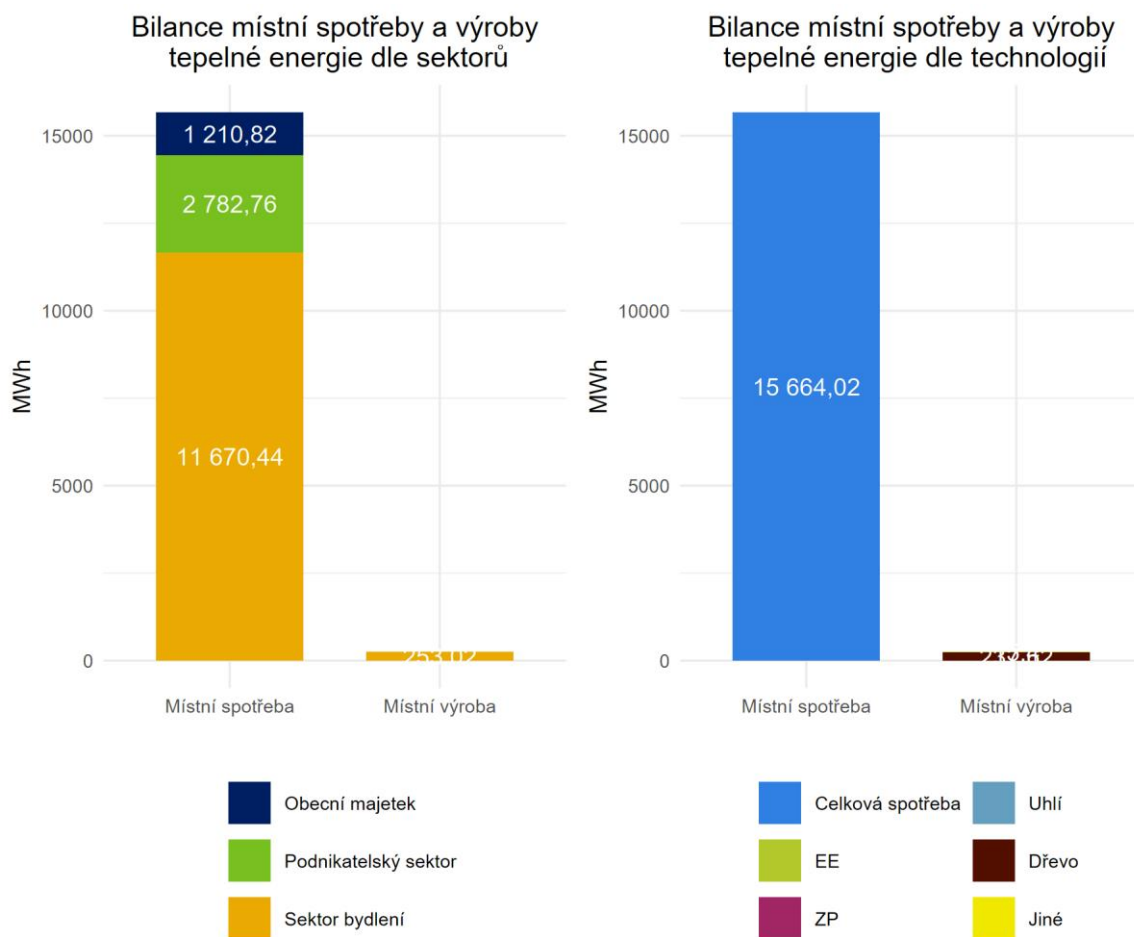 Bilance místní spotřeby a výroby
tepelné energie dle sektorů
15000
10000
5000
0
MWh
1 210,82
2 782,76
11 670,44
253,02
Místní spotřeba
Místní výroba
Obecní majetek
Podnikatelský sektor
Sektor bydlení
Bilance místní spotřeby a výroby
tepelné energie dle technologií
15000
10000
5000
0
MWh
15 664,02
Místní spotřeba
Místní výroba
Celková spotřeba
EE
ZP
Uhlí
Dřevo
Jiné